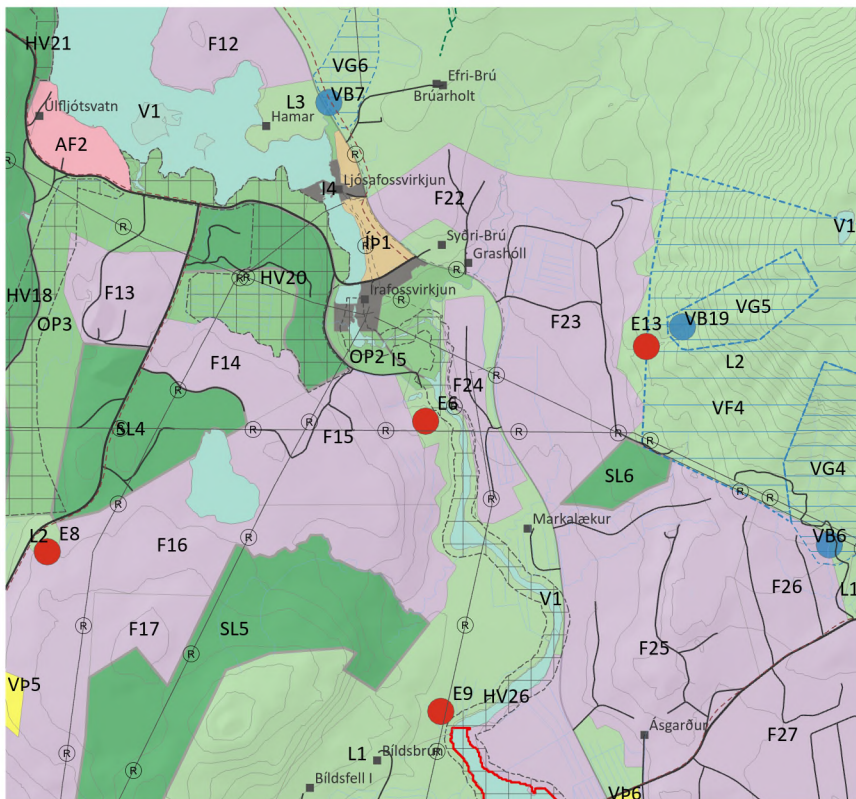 HV21
F12
VG6
Efri-Brú
Brúarholt
VB7
L3
V1
Úlfljótsvatn
Hamar
AF2
R
R
I4
Ljósafossvirkjun
F22
R
V1
R
ÍP1
Syðri-Brú
Grashóll
R
HV18
F13
HV20
RR
Írafossvirkjun
R
VG5
OP3
F23
E13
VB19
OP2
I5
L2
F14
F24
R
R
E6
VF4
SL4
R
R
R
R
R
R
R
F15
SL6
VG4
R
R
R
R
Markalækur
L2
E8
F16
R
VB6
V1
F26
L1
R
R
F17
SL5
F25
R
VÞ5
E9
HV26
Ásgarður
F27
R
R
L1
Bíldsbrún
R
Bíldsfell I
VÞ6